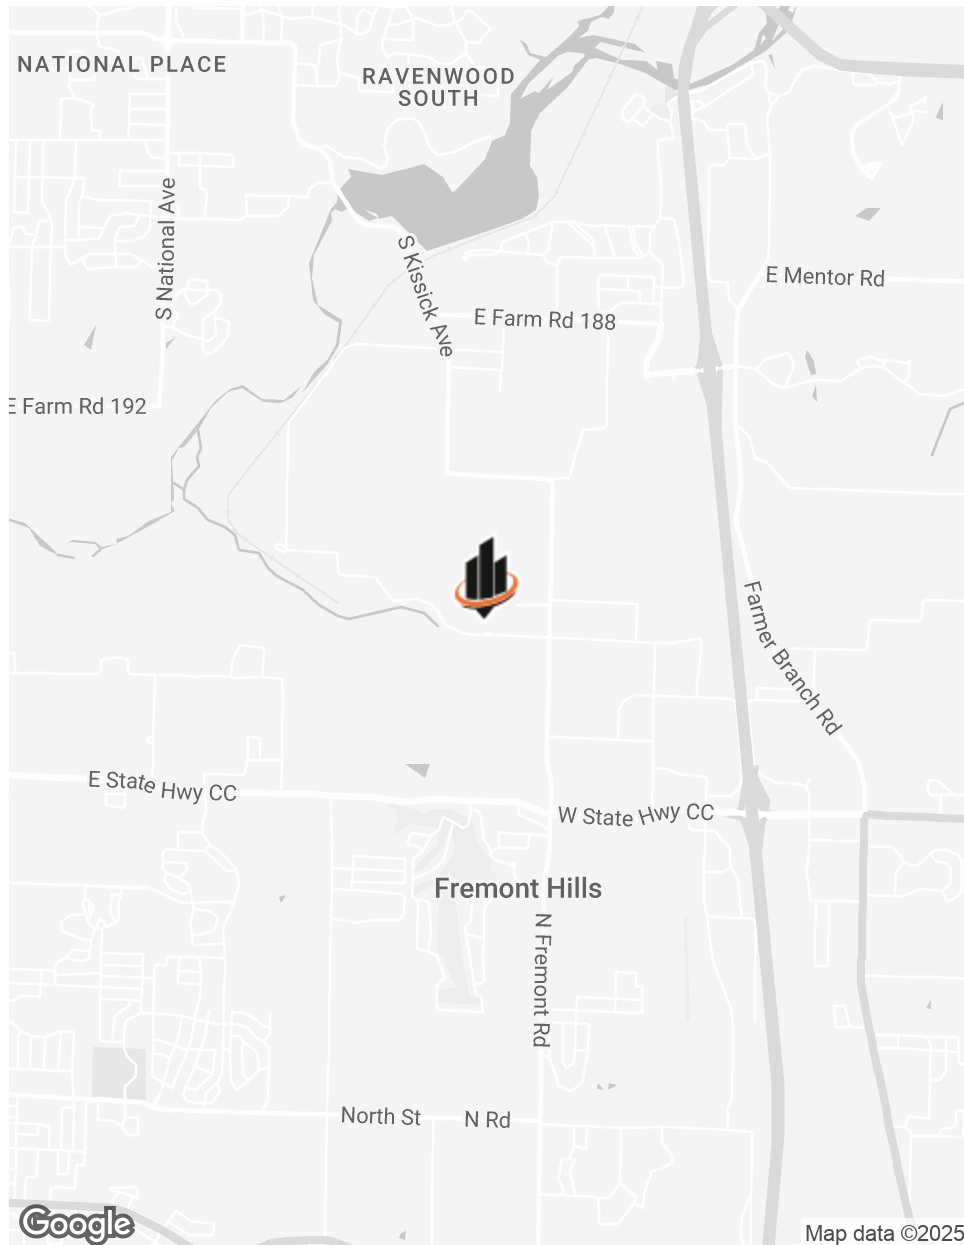 NATIONAL PLACE
RAVENWOOD
SOUTH
S National Ave
S Kissick Ave
E Mentor Rd
E Farm Rd 188
E Farm Rd 192
Farmer Branch Rd
E State Hwy CC
W State Hwy CC
Fremont Hills
N Fremont Rd
North St
N Rd
Google
Map data ©2025